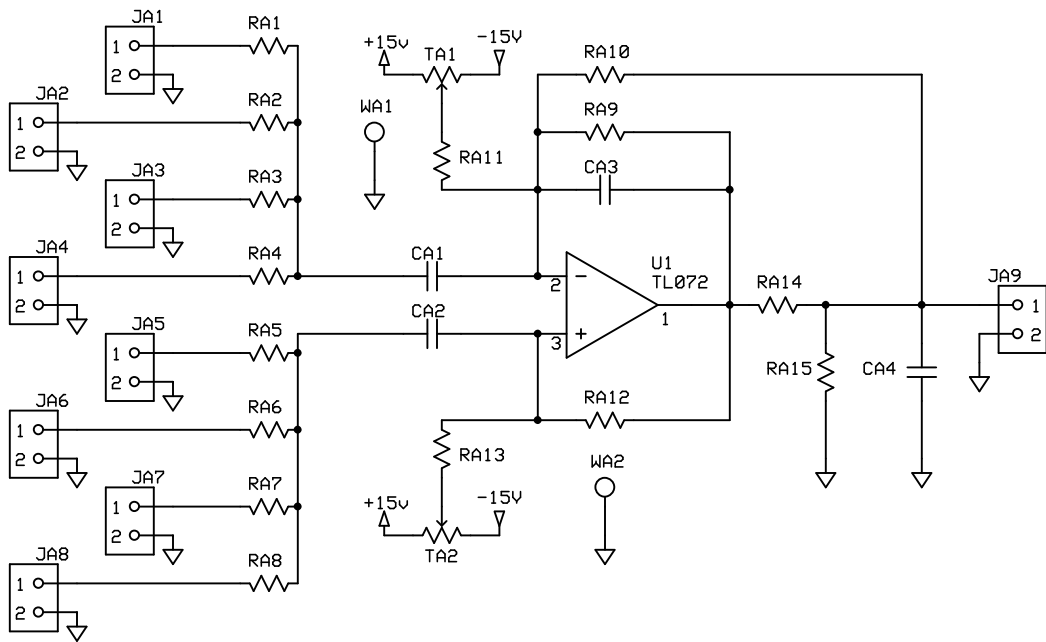 JA1
1
2
RA1
JA2
1
2
RA2
JA3
1
2
RA3
JA4
1
2
RA4
JA5
1
2
RA5
JA6
1
2
RA6
JA7
1
2
RA7
JA8
1
2
RA8
+15v
TA1
-15V
WA1
RA11
RA10
RA9
CA3
CA1
CA2
2
-
3
+
U1
TL072
1
RA14
RA15
CA4
JA9
1
2
RA12
RA13
WA2
+15v
-15V
TA2